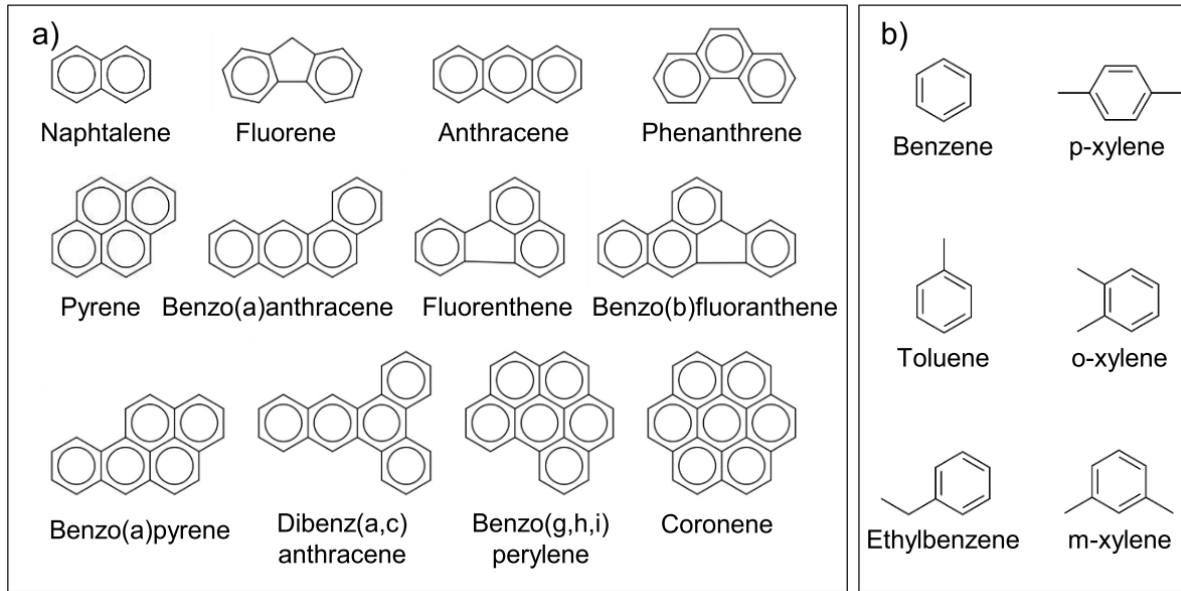 a)
Naphtalene
Fluorene
Anthracene
Phenanthrene
Pyrene
Benzo(a)anthracene
Fluorenthene
Benzo(b)fluoranthene
Benzo(a)pyrene
Dibenz(a,c)
anthracene
Benzo(g,h,i)
perylene
Coronene
b)
Benzene
p-xylene
Toluene
o-xylene
Ethylbenzene
m-xylene